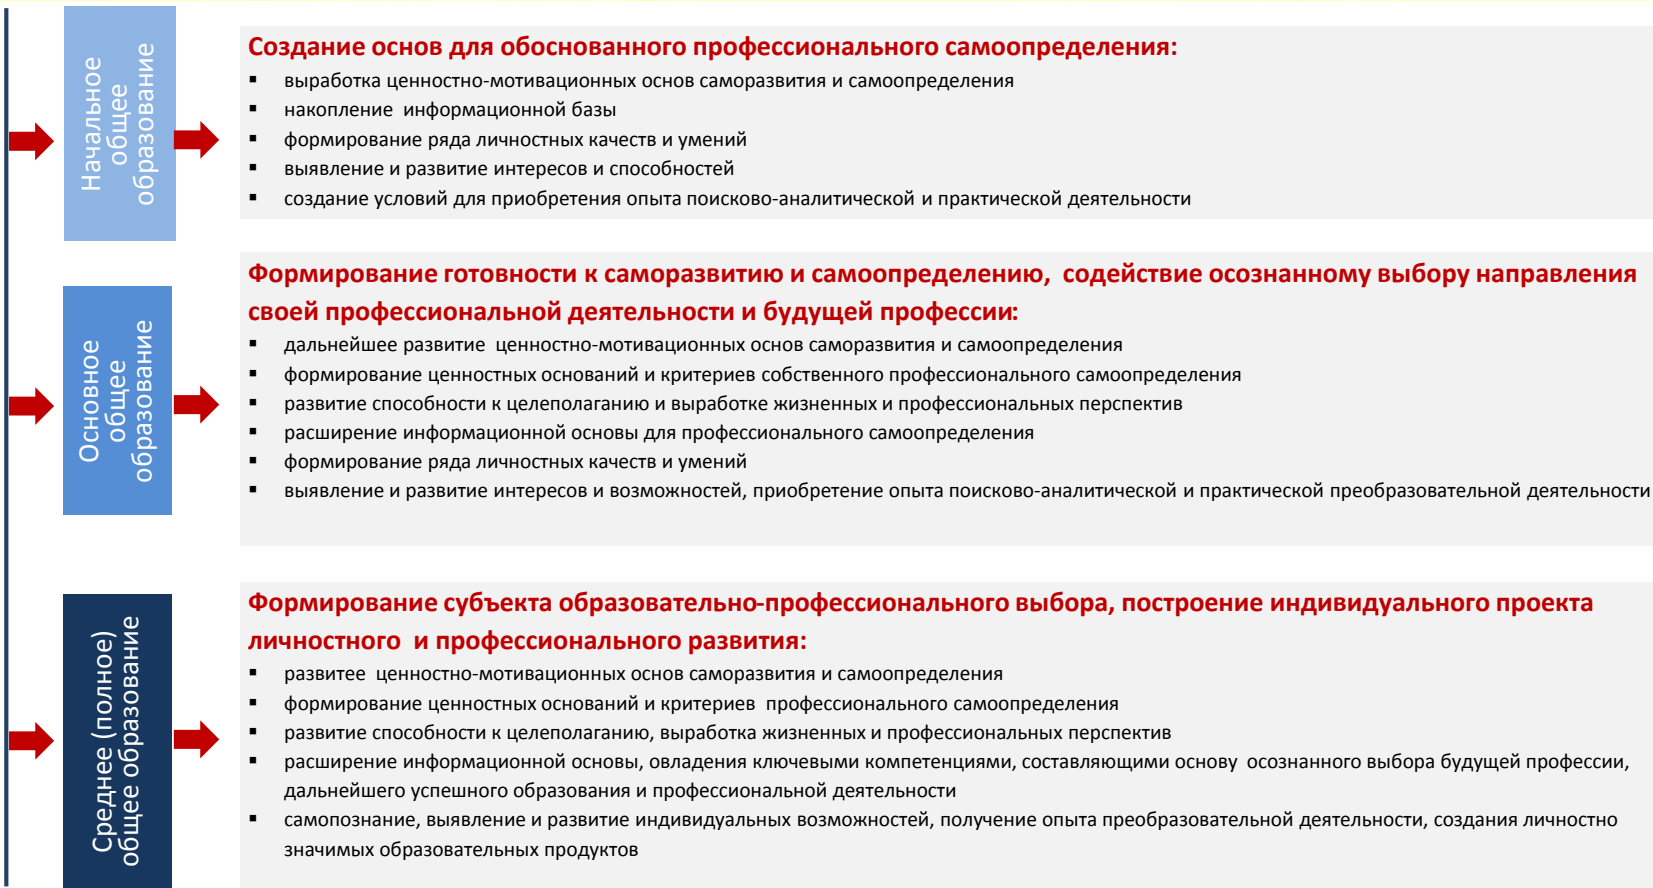 Начальное
общее
образование
Создание основ для обоснованного профессионального самоопределения:
▪ выработка ценностно-мотивационных основ саморазвития и самоопределения
▪ накопление информационной базы
▪ формирование ряда личностных качеств и умений
▪ выявление и развитие интересов и способностей
▪ создание условий для приобретения опыта поисково-аналитической и практической деятельности
Основное
общее
образование
Формирование готовности к саморазвитию и самоопределению, содействие осознанному выбору направления
своей профессиональной деятельности и будущей профессии:
▪ дальнейшее развитие ценностно-мотивационных основ саморазвития и самоопределения
▪ формирование ценностных оснований и критериев собственного профессионального самоопределения
▪ развитие способности к целеполаганию и выработке жизненных и профессиональных перспектив
▪ расширение информационной основы для профессионального самоопределения
▪ формирование ряда личностных качеств и умений
▪ выявление и развитие интересов и возможностей, приобретение опыта поисково-аналитической и практической преобразовательной деятельности
Среднее (полное)
общее образование
Формирование субъекта образовательно-профессионального выбора, построение индивидуального проекта
личностного и профессионального развития:
▪ развитее ценностно-мотивационных основ саморазвития и самоопределения
▪ формирование ценностных оснований и критериев профессионального самоопределения
▪ развитие способности к целеполаганию, выработка жизненных и профессиональных перспектив
▪ расширение информационной основы, овладения ключевыми компетенциями, составляющими основу осознанного выбора будущей профессии,
дальнейшего успешного образования и профессиональной деятельности
▪ самопознание, выявление и развитие индивидуальных возможностей, получение опыта преобразовательной деятельности, создания личностно
значимых образовательных продуктов